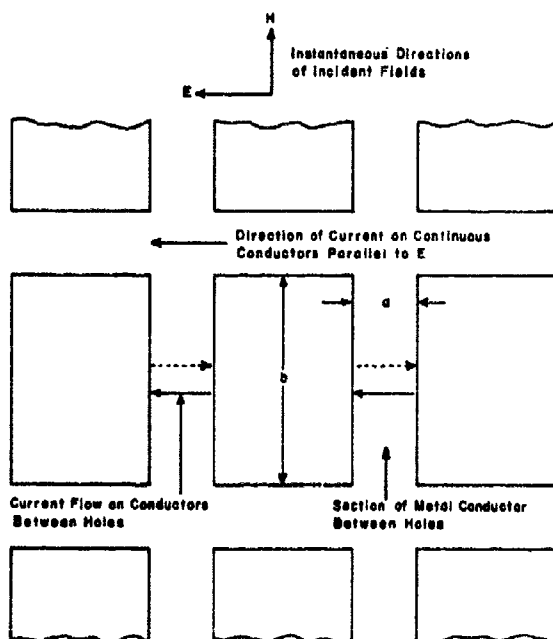 H
Instantaneous Directions
of Incident Fields
E
Direction of Current on Continuous
Conductors Parallel to E
a
b
Current Flow on Conductors
Between Holes
Section of Metal Conductor
Between Holes